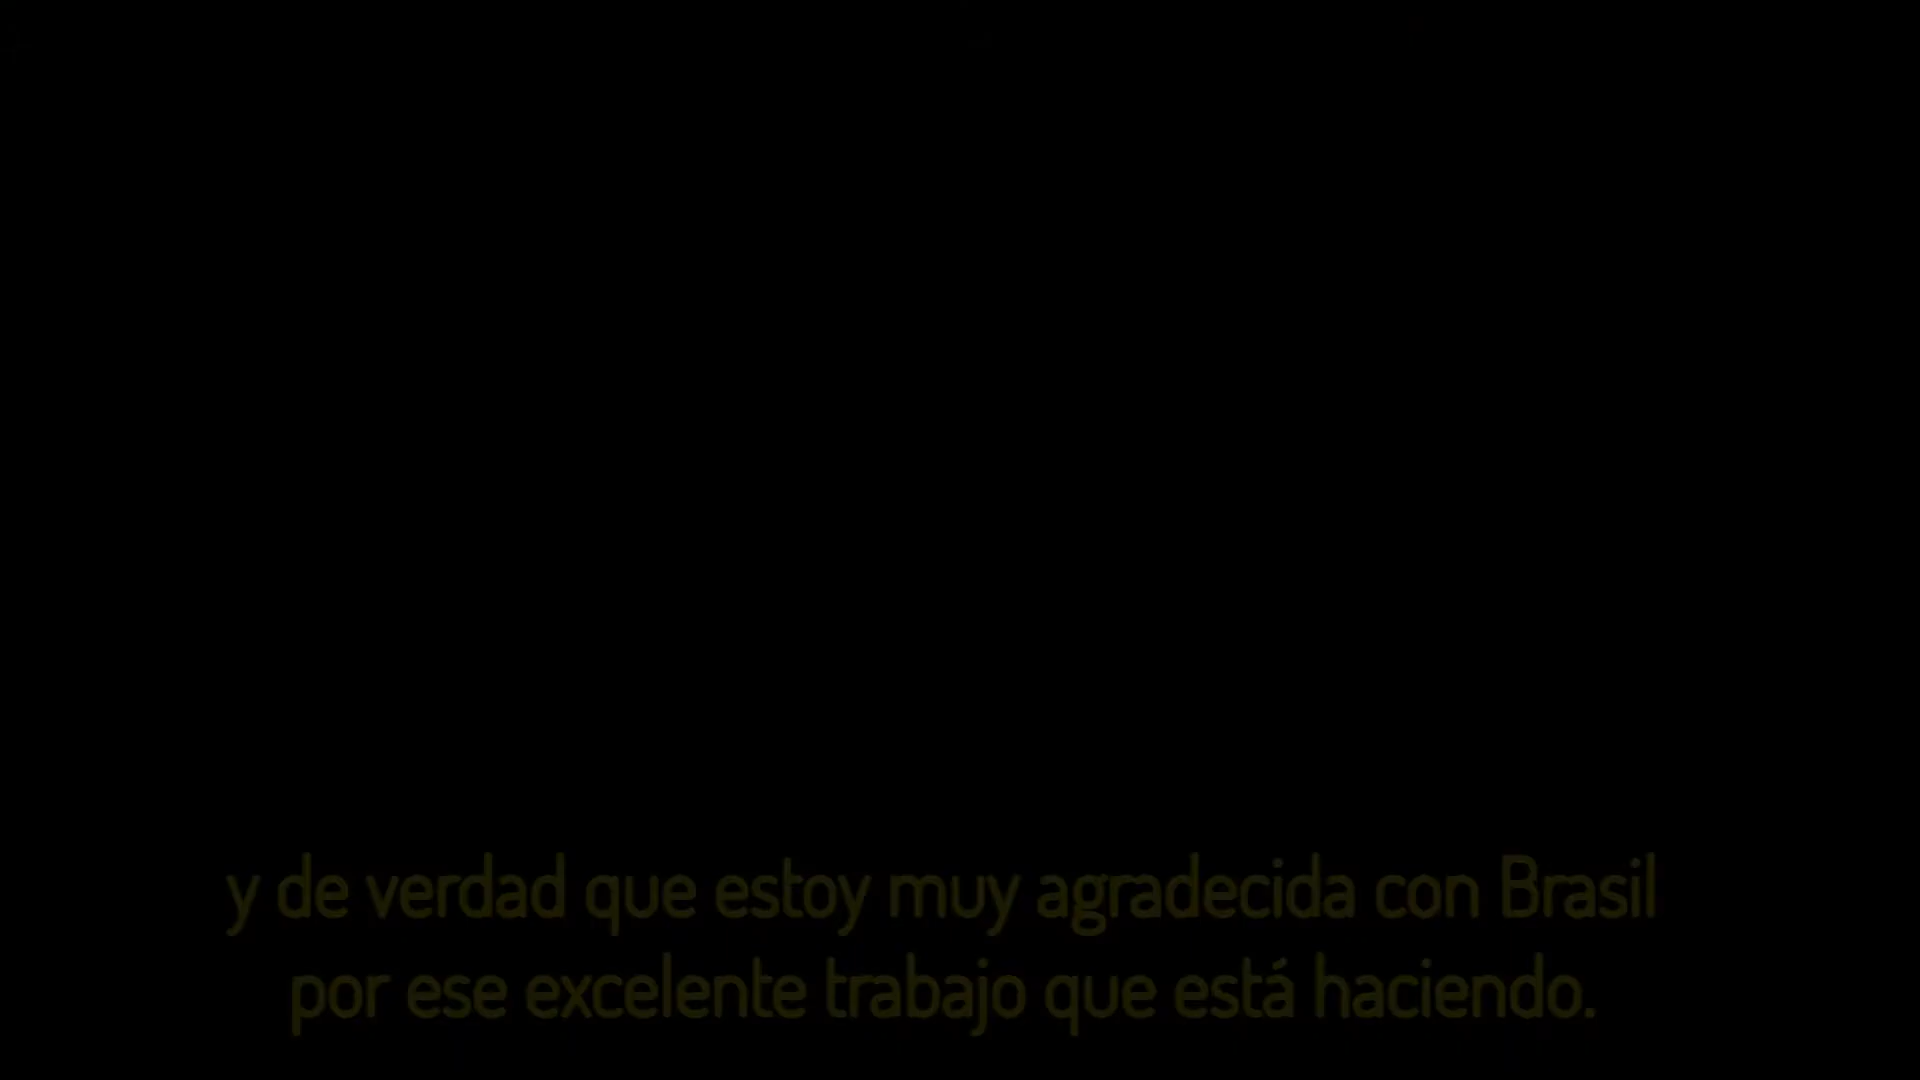 y de verdad que estoy muy agradecida con Brasil
por ese excelente trabajo que está haciendo.